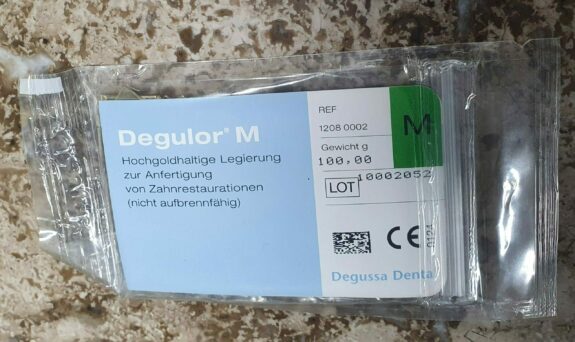 Degulor® M
Hochgoldhaltige Legierung
zur Anfertigung
von Zahnrestaurationen
(nicht aufbrennfähig)
REF
1208 0002
Gewicht g
100,00
LOT 10002052
M
CE 0124
Degussa Dental